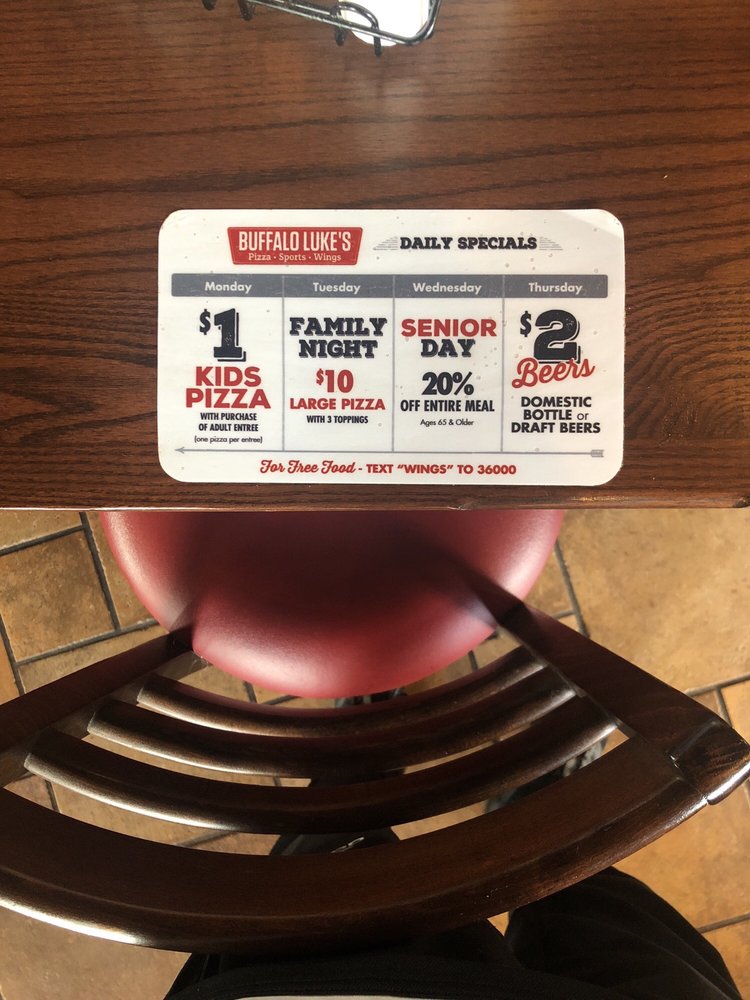 BUFFALO LUKE'S
Pizza • Sports • Wings
DAILY SPECIALS
Monday
Tuesday
Wednesday
Thursday
$1
KIDS
PIZZA
WITH PURCHASE
OF ADULT ENTREE
(one pizza per entree)
FAMILY
NIGHT
$10
LARGE PIZZA
WITH 3 TOPPINGS
SENIOR
DAY
20%
OFF ENTIRE MEAL
Ages 65 & Older
$2
Beers
DOMESTIC
BOTTLE or
DRAFT BEERS
For Free Food - TEXT "WINGS" TO 36000